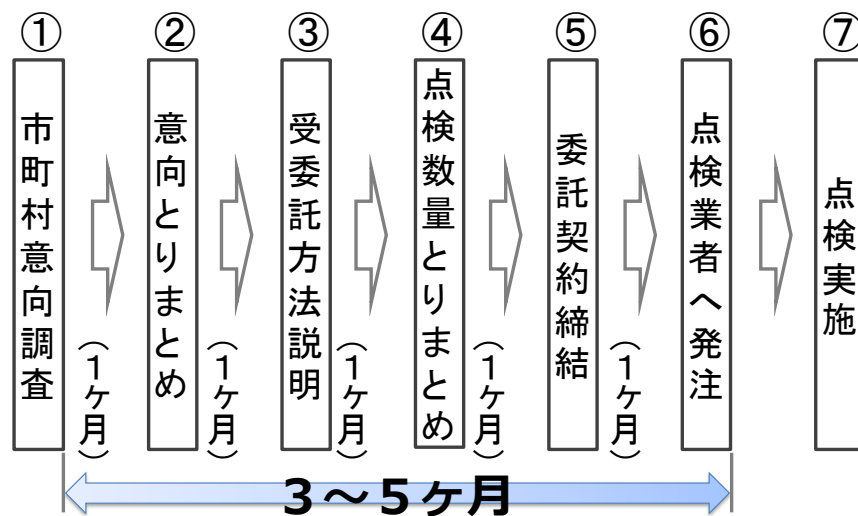 ①
市町村意向調査
（１ヶ月）
②
意向とりまとめ
（１ヶ月）
③
受委託方法説明
（１ヶ月）
④
点検数量とりまとめ
（１ヶ月）
⑤
委託契約締結
（１ヶ月）
⑥
点検業者へ発注
⑦
点検実施
３～５ヶ月